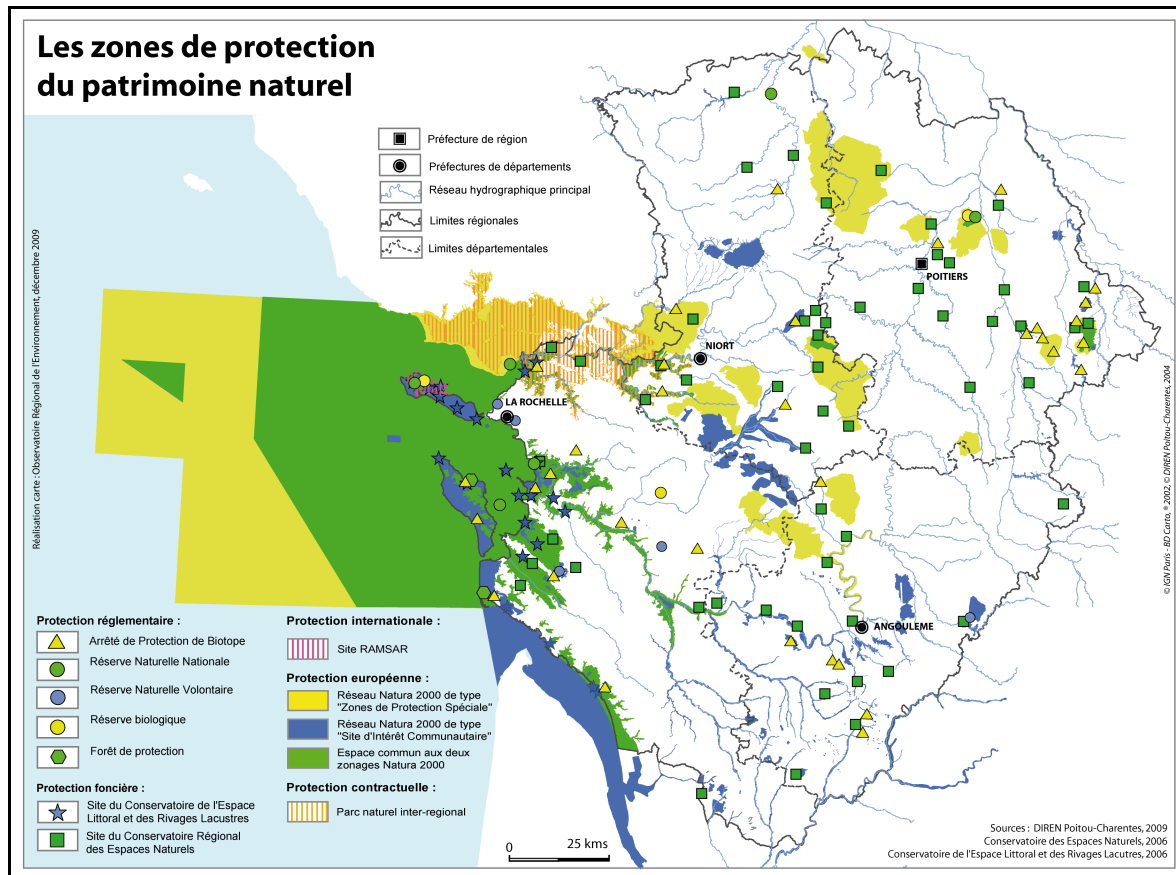 Les zones de protection
du patrimoine naturel
Préfecture de région
Préfectures de départements
Réseau hydrographique principal
Limites régionales
Limites départementales
Réalisation carte : Observatoire Régional de l'Environnement, décembre 2009
POITIERS
NIORT
LA ROCHELLE
ANGOULEME
© IGN Paris - BD Carto, ® 2002, © DIREN Poitou-Charentes, 2004
Protection réglementaire :
Arrêté de Protection de Biotope
Réserve Naturelle Nationale
Réserve Naturelle Volontaire
Réserve biologique
Forêt de protection
Protection foncière :
Site du Conservatoire de l'Espace
Littoral et des Rivages Lacustres
Site du Conservatoire Régional
des Espaces Naturels
Protection internationale :
Site RAMSAR
Protection européenne :
Réseau Natura 2000 de type
"Zones de Protection Spéciale"
Réseau Natura 2000 de type
"Site d'Intérêt Communautaire"
Espace commun aux deux
zonages Natura 2000
Protection contractuelle :
Parc naturel inter-regional
0 25 kms
Sources : DIREN Poitou-Charentes, 2009
Conservatoire des Espaces Naturels, 2006
Conservatoire de l'Espace Littoral et des Rivages Lacutres, 2006